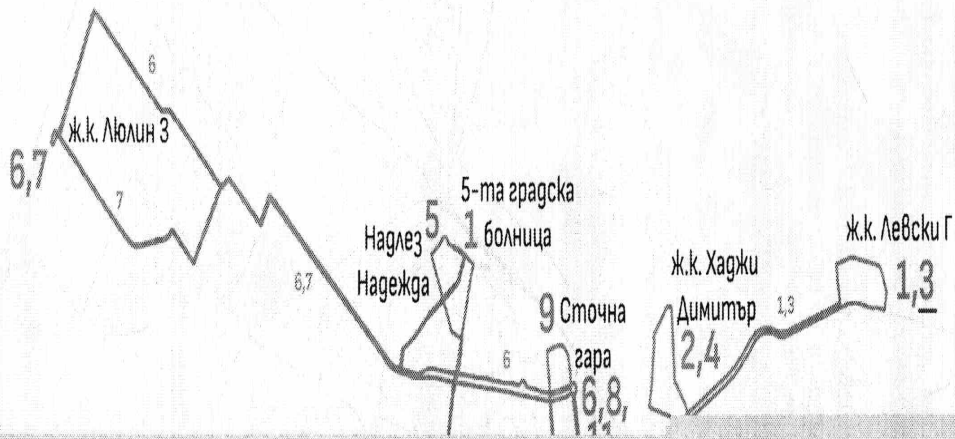 6
ж.к. Люлин 3
6,7
7
5-та градска
5
1 болница
Надлез
Надежда
6,7
ж.к. Левски Г
ж.к. Хаджи
Димитър
1,3
1,3
9 Сточна
гара
2,4
6
6,8,
11